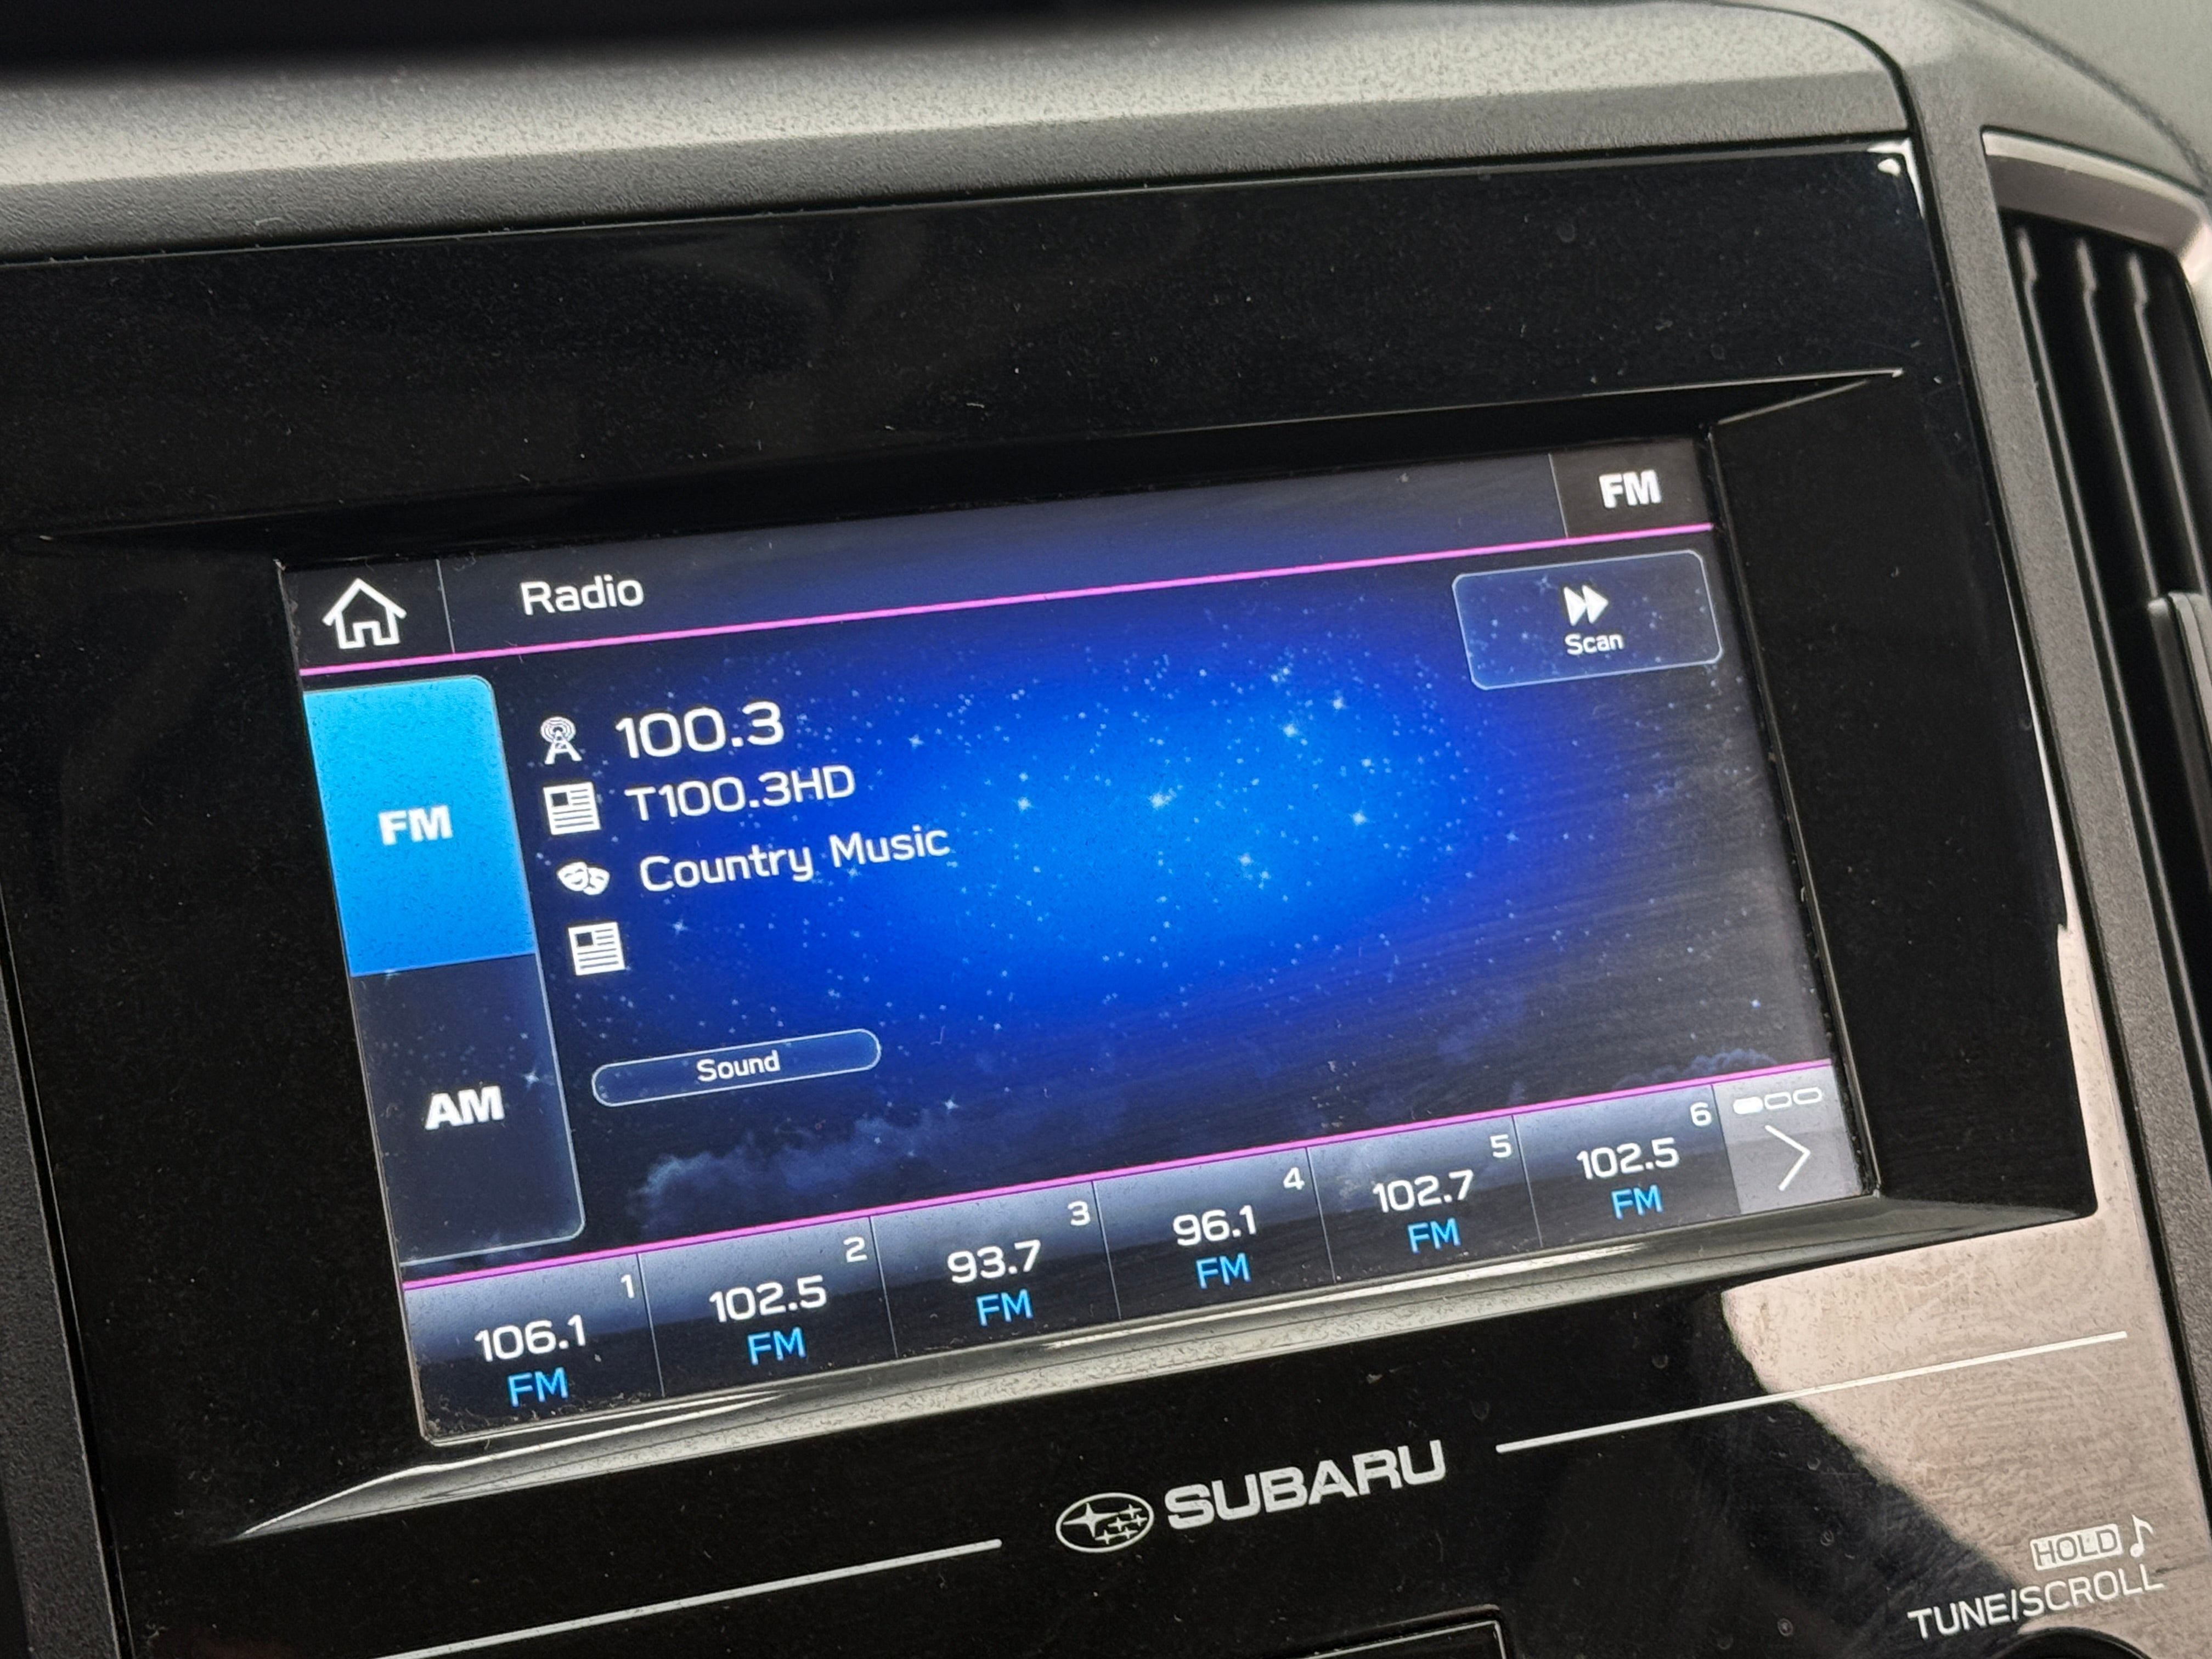 Radio
FM
Scan
100.3
T100.3HD
Country Music
FM
AM
Sound
1
106.1
FM
2
102.5
FM
3
93.7
FM
4
96.1
FM
5
102.7
FM
6
102.5
FM
SUBARU
HOLD
TUNE/SCROLL